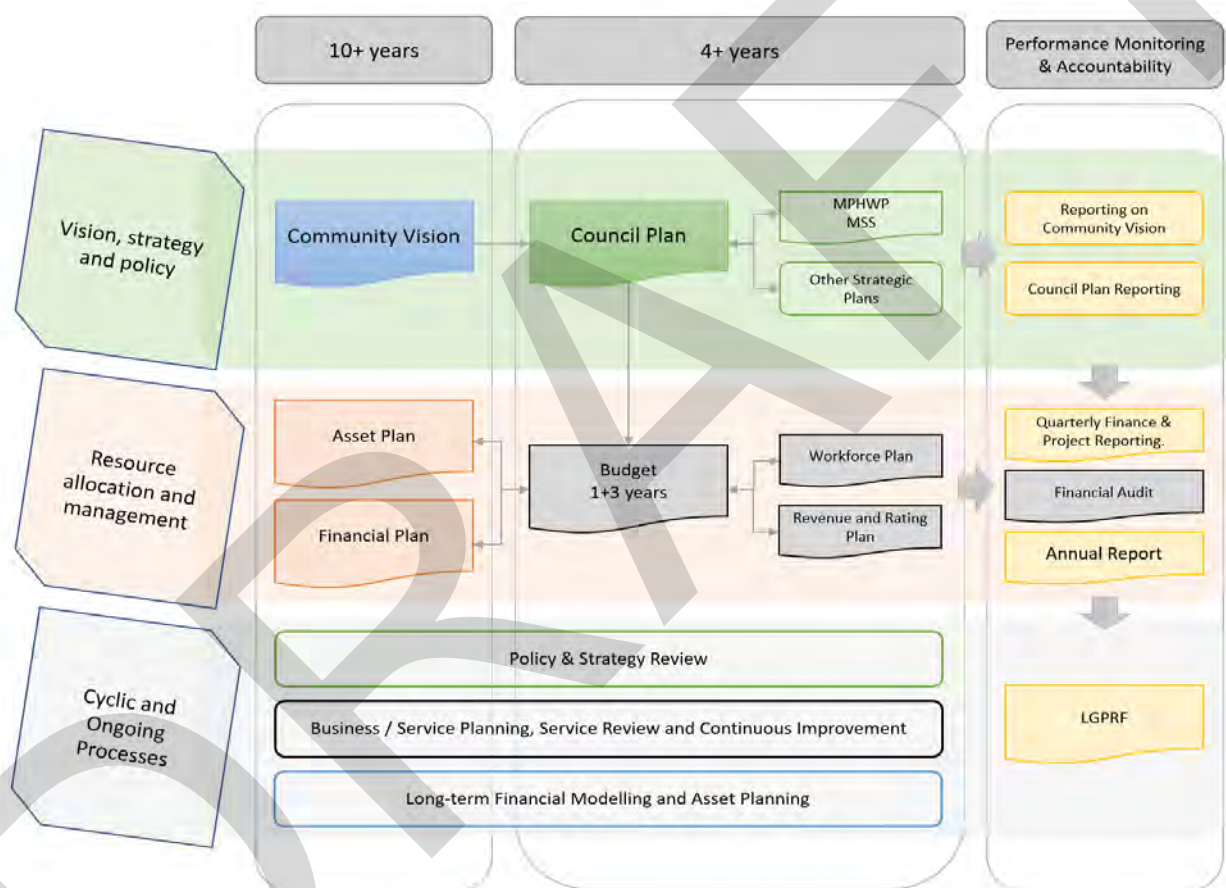 10+ years
4+ years
Performance Monitoring
& Accountability
Vision, strategy
and policy
Community Vision
Council Plan
MPHWP
MSS
Other Strategic
Plans
Reporting on
Community Vision
Council Plan Reporting
Resource
allocation and
management
Asset Plan
Financial Plan
Budget
1+3 years
Workforce Plan
Revenue and Rating
Plan
Quarterly Finance &
Project Reporting.
Financial Audit
Annual Report
Cyclic and
Ongoing
Processes
Policy & Strategy Review
Business / Service Planning, Service Review and Continuous Improvement
Long-term Financial Modelling and Asset Planning
LGPRF
DRAFT